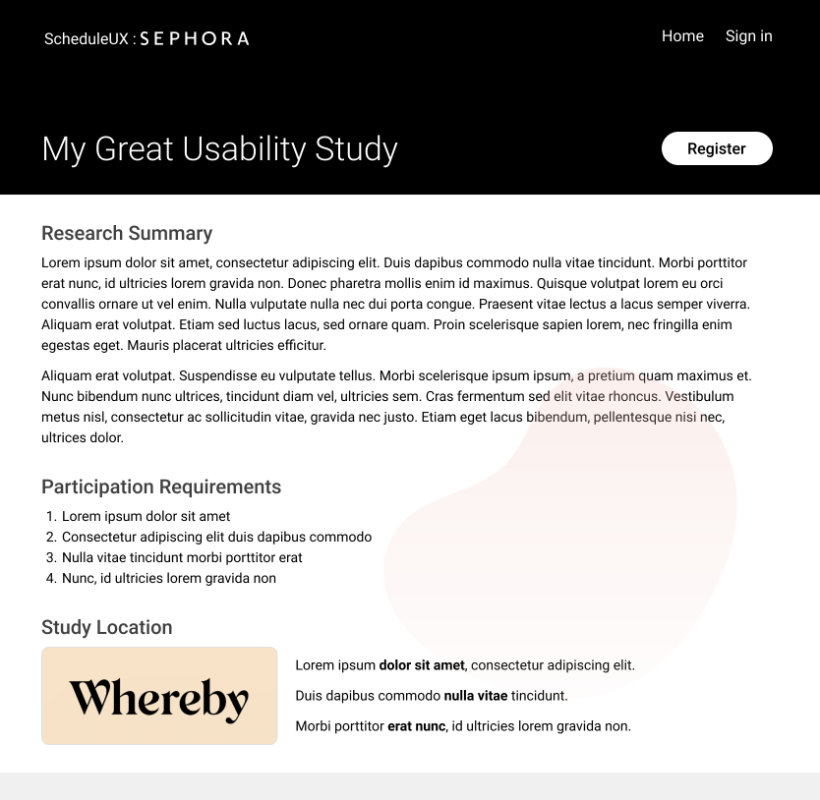 ScheduleUX : SEPHORA
Home Sign in
My Great Usability Study
Register
Research Summary
Lorem ipsum dolor sit amet, consectetur adipiscing elit. Duis dapibus commodo nulla vitae tincidunt. Morbi porttitor
erat nunc, id ultricies lorem gravida non. Donec pharetra mollis enim id maximus. Quisque volutpat lorem eu orci
convallis ornare ut vel enim. Nulla vulputate nulla nec dui porta congue. Praesent vitae lectus a lacus semper viverra.
Aliquam erat volutpat. Etiam sed luctus lacus, sed ornare quam. Proin scelerisque sapien lorem, nec fringilla enim
egestas eget. Mauris placerat ultricies efficitur.
Aliquam erat volutpat. Suspendisse eu vulputate tellus. Morbi scelerisque ipsum ipsum, a pretium quam maximus et.
Nunc bibendum nunc ultrices, tincidunt diam vel, ultricies sem. Cras fermentum sed elit vitae rhoncus. Vestibulum
metus nisl, consectetur ac sollicitudin vitae, gravida nec justo. Etiam eget lacus bibendum, pellentesque nisi nec,
ultrices dolor.
Participation Requirements
1. Lorem ipsum dolor sit amet
2. Consectetur adipiscing elit duis dapibus commodo
3. Nulla vitae tincidunt morbi porttitor erat
4. Nunc, id ultricies lorem gravida non
Study Location
Whereby
Lorem ipsum dolor sit amet, consectetur adipiscing elit.
Duis dapibus commodo nulla vitae tincidunt.
Morbi porttitor erat nunc, id ultricies lorem gravida non.